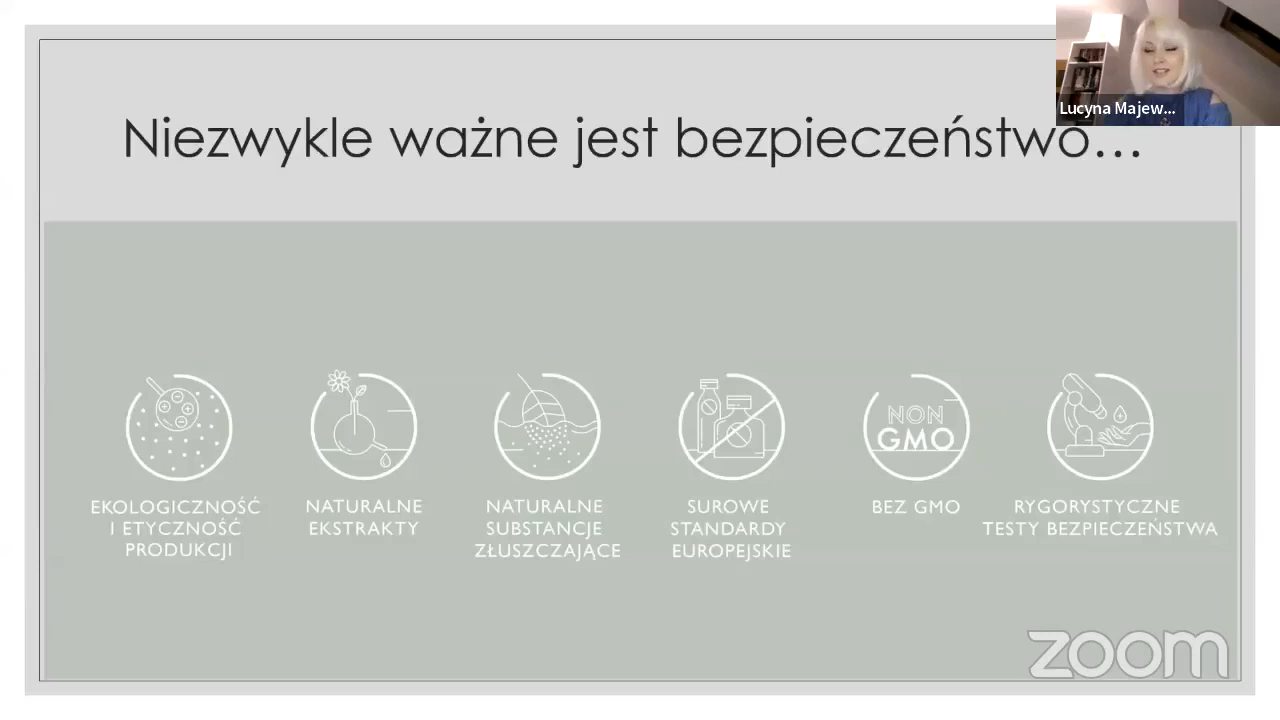 Lucyna Majew...
Niezwykle ważne jest bezpieczeństwo...
NON
GMO
EKOLOGICZNOŚĆ
I ETYCZNOŚĆ
PRODUKCJI
NATURALNE
EKSTRAKTY
NATURALNE
SUBSTANCJE
ZŁUSZCZAJĄCE
SUROWE
STANDARDY
EUROPEJSKIE
BEZ GMO
RYGORYSTYCZNE
TESTY BEZPIECZEŃSTWA
zoom